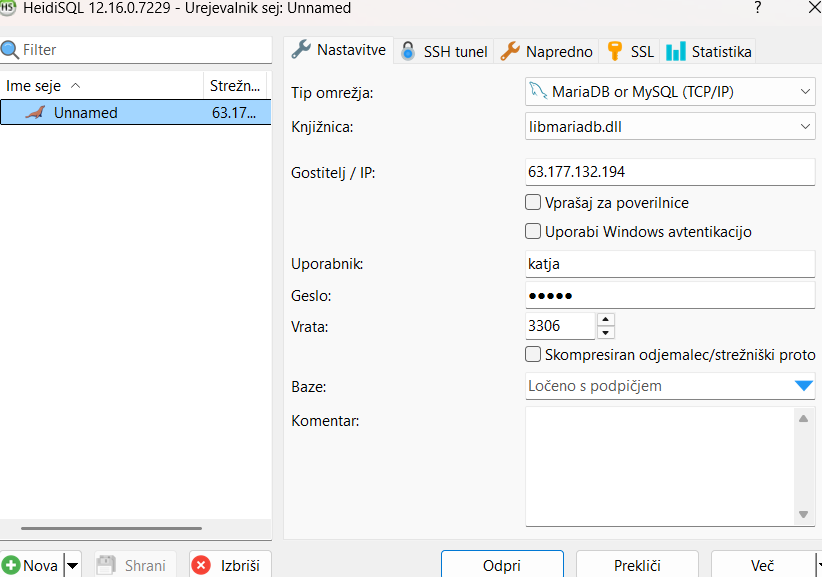 HeidiSQL 12.16.0.7229 - Urejevalnik sej: Unnamed ?
Filter
Ime seje Strežn...
Unnamed 63.17...
Nastavitve SSH tunel Napredno SSL Statistika
Tip omrežja: MariaDB or MySQL (TCP/IP)
Knjižnica: libmariadb.dll
Gostitelj / IP: 63.177.132.194
Vprašaj za poverilnice
Uporabi Windows avtentikacijo
Uporabnik: katja
Geslo: ●●●●●
Vrata: 3306
Skompresiran odjemalec/strežniški proto
Baze: Ločeno s podpičjem
Komentar:
Nova Shrani Izbriši Odpri Prekliči Več